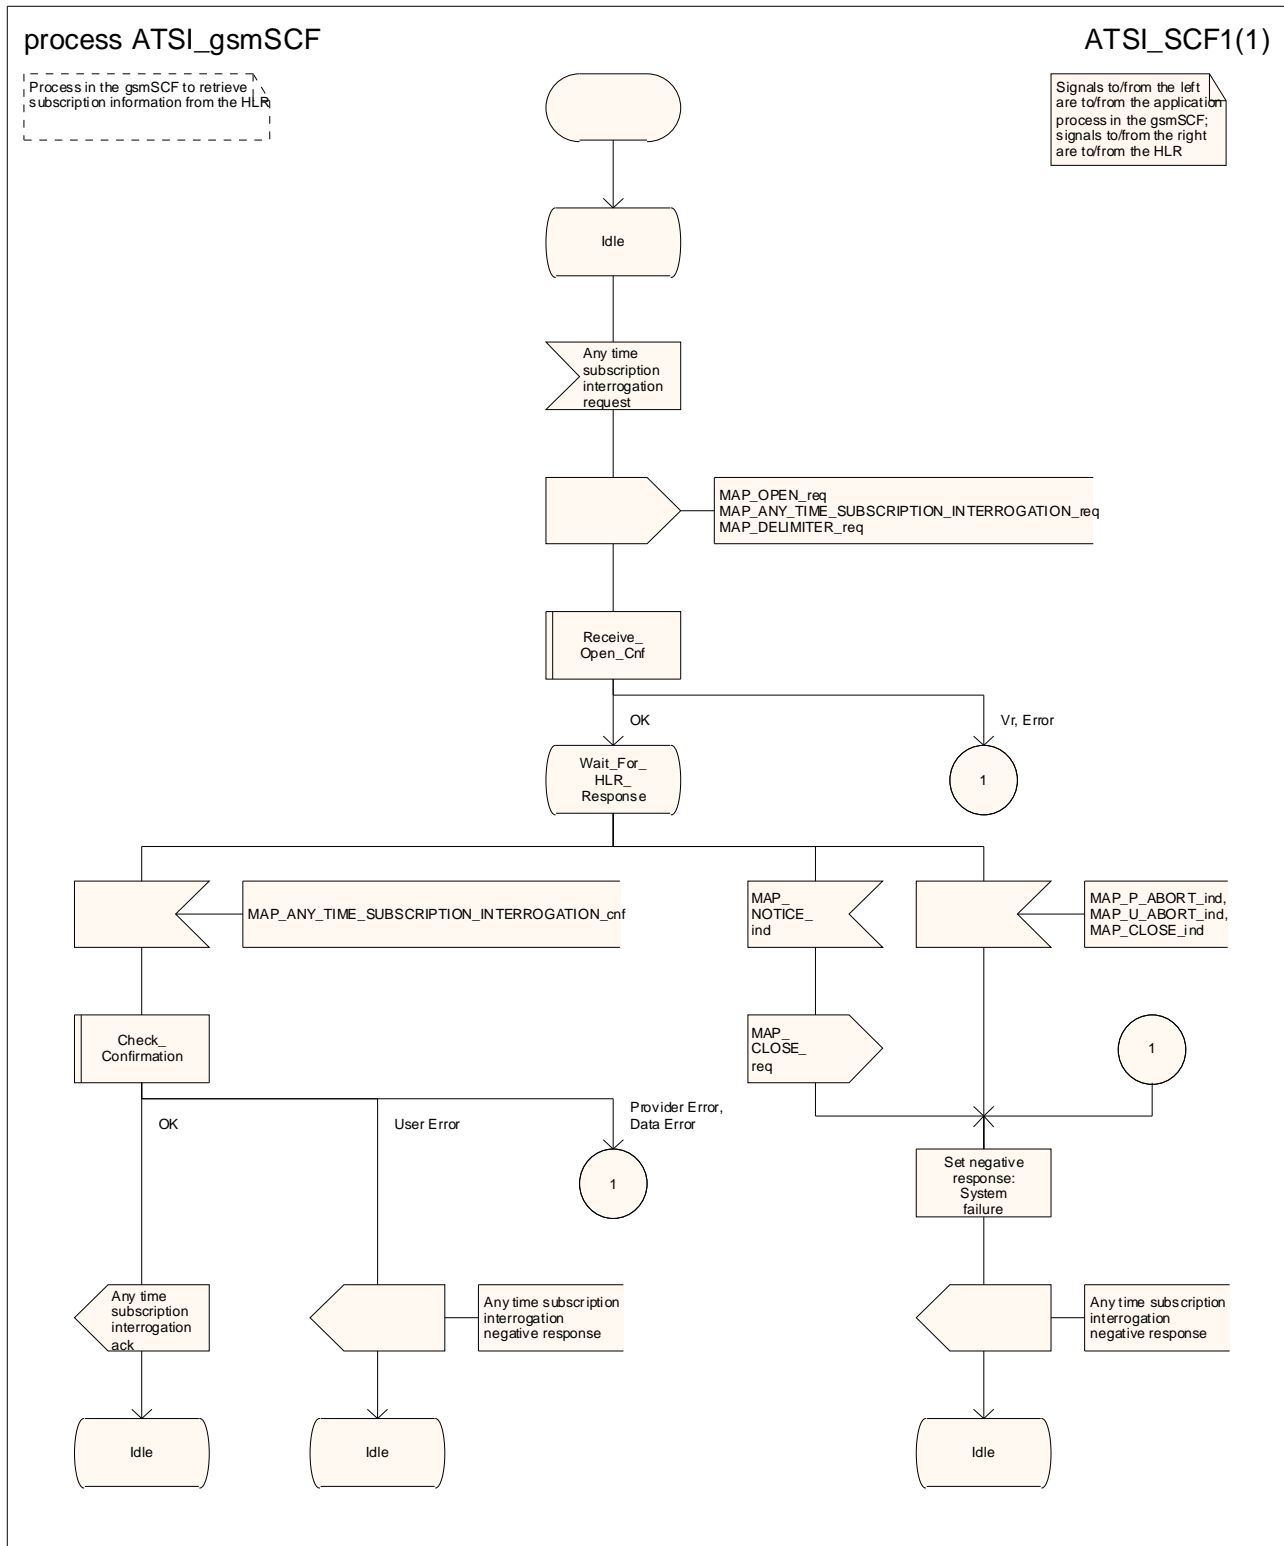 process ATSI_gsmSCF
ATSI_SCF1(1)
Process in the gsmSCF to retrieve
subscription information from the HLR
Signals to/from the left
are to/from the application
process in the gsmSCF;
signals to/from the right
are to/from the HLR
Idle
Any time
subscription
interrogation
request
MAP_OPEN_req
MAP_ANY_TIME_SUBSCRIPTION_INTERROGATION_req
MAP_DELIMITER_req
Receive_
Open_Cnf
OK
Vr, Error
Wait_For_
HLR_
Response
1
MAP_ANY_TIME_SUBSCRIPTION_INTERROGATION_cnf
MAP_
NOTICE_
ind
MAP_P_ABORT_ind,
MAP_U_ABORT_ind,
MAP_CLOSE_ind
Check_
Confirmation
MAP_
CLOSE_
req
1
OK
User Error
Provider Error,
Data Error
1
Set negative
response:
System
failure
Any time
subscription
interrogation
ack
Any time subscription
interrogation
negative response
Any time subscription
interrogation
negative response
Idle
Idle
Idle